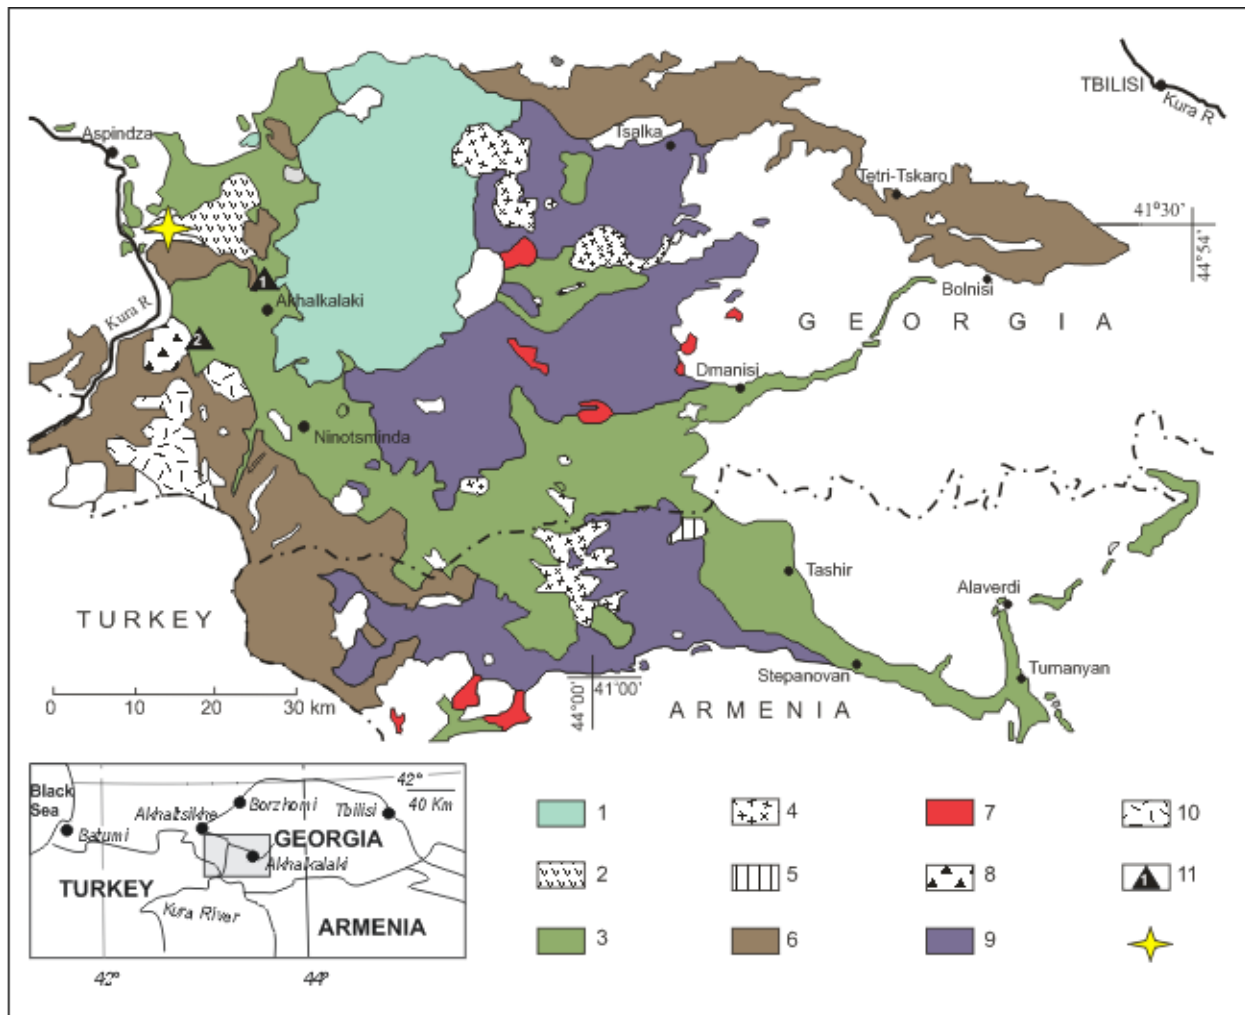 TBILISI
Kura R
Aspindza
Tsalka
Tetri-Tskaro
41°30'
44°54'
1
Akhalkalaki
Bolnisi
Kura R
GEORGIA
2
Dmanisi
Ninotsminda
Tashir
Alaverdi
TURKEY
Stepanovan
Tumanyan
44°00'
41°00'
ARMENIA
0 10 20 30 km
Black
Sea
42°
40 Km
Borzhomi
Akhaltsikhe
Tbilisi
Batumi
GEORGIA
Akhalkalaki
TURKEY
Kura River
ARMENIA
42°
44°
1 4 7 10
2 5 8 1 11
3 6 9